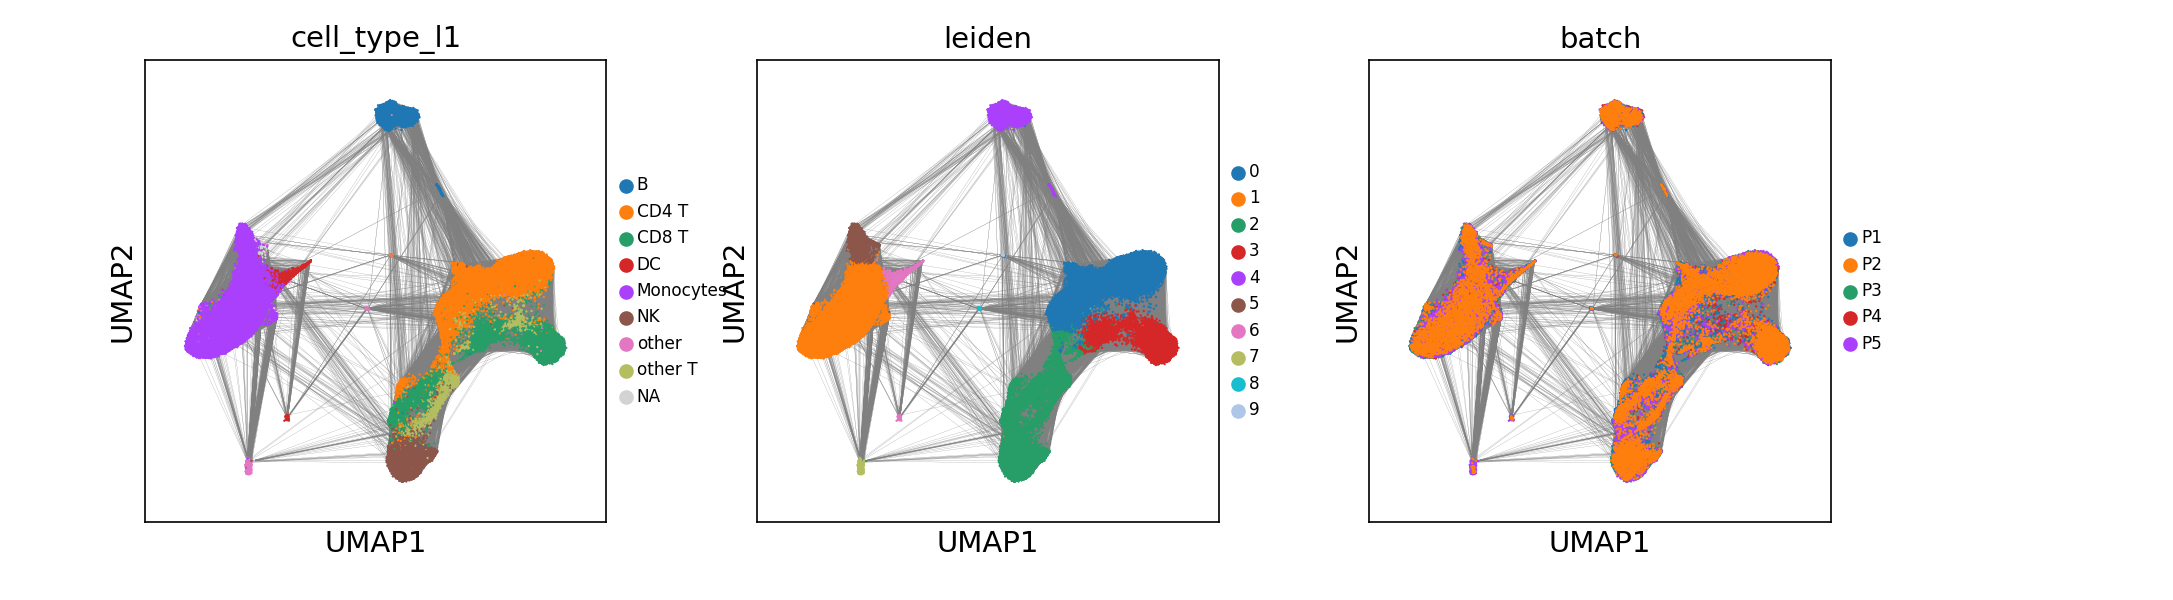 cell_type_l1
UMAP2
UMAP1
B
CD4 T
CD8 T
DC
Monocytes
NK
other
other T
NA
leiden
UMAP2
UMAP1
0
1
2
3
4
5
6
7
8
9
batch
UMAP2
UMAP1
P1
P2
P3
P4
P5